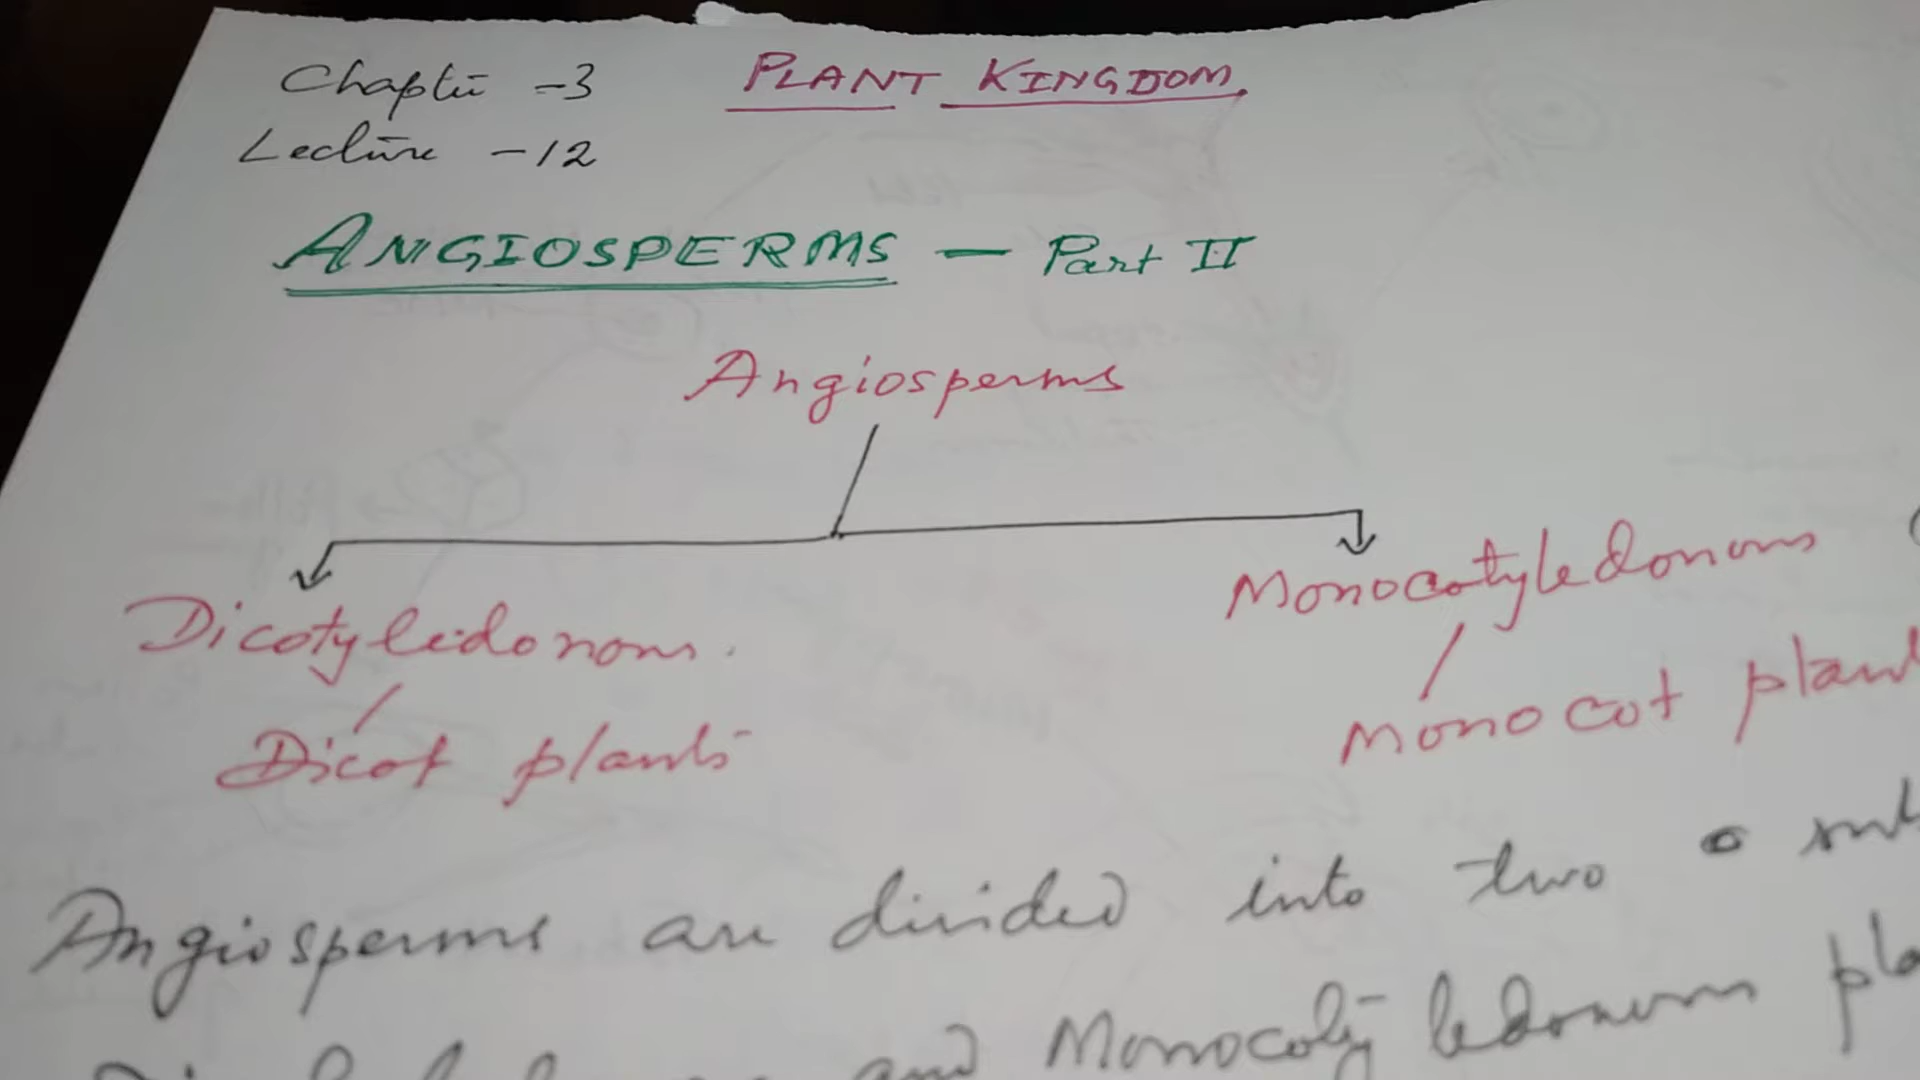 Chapter -3 PLANT KINGDOM.
Lecture -12
ANGIOSPERMS — Part II
Angiosperms
Dicotyledonous. Monocotyledonous
Dicot plants Monocot
Angiosperms are divided into two
and Monocotyledonous